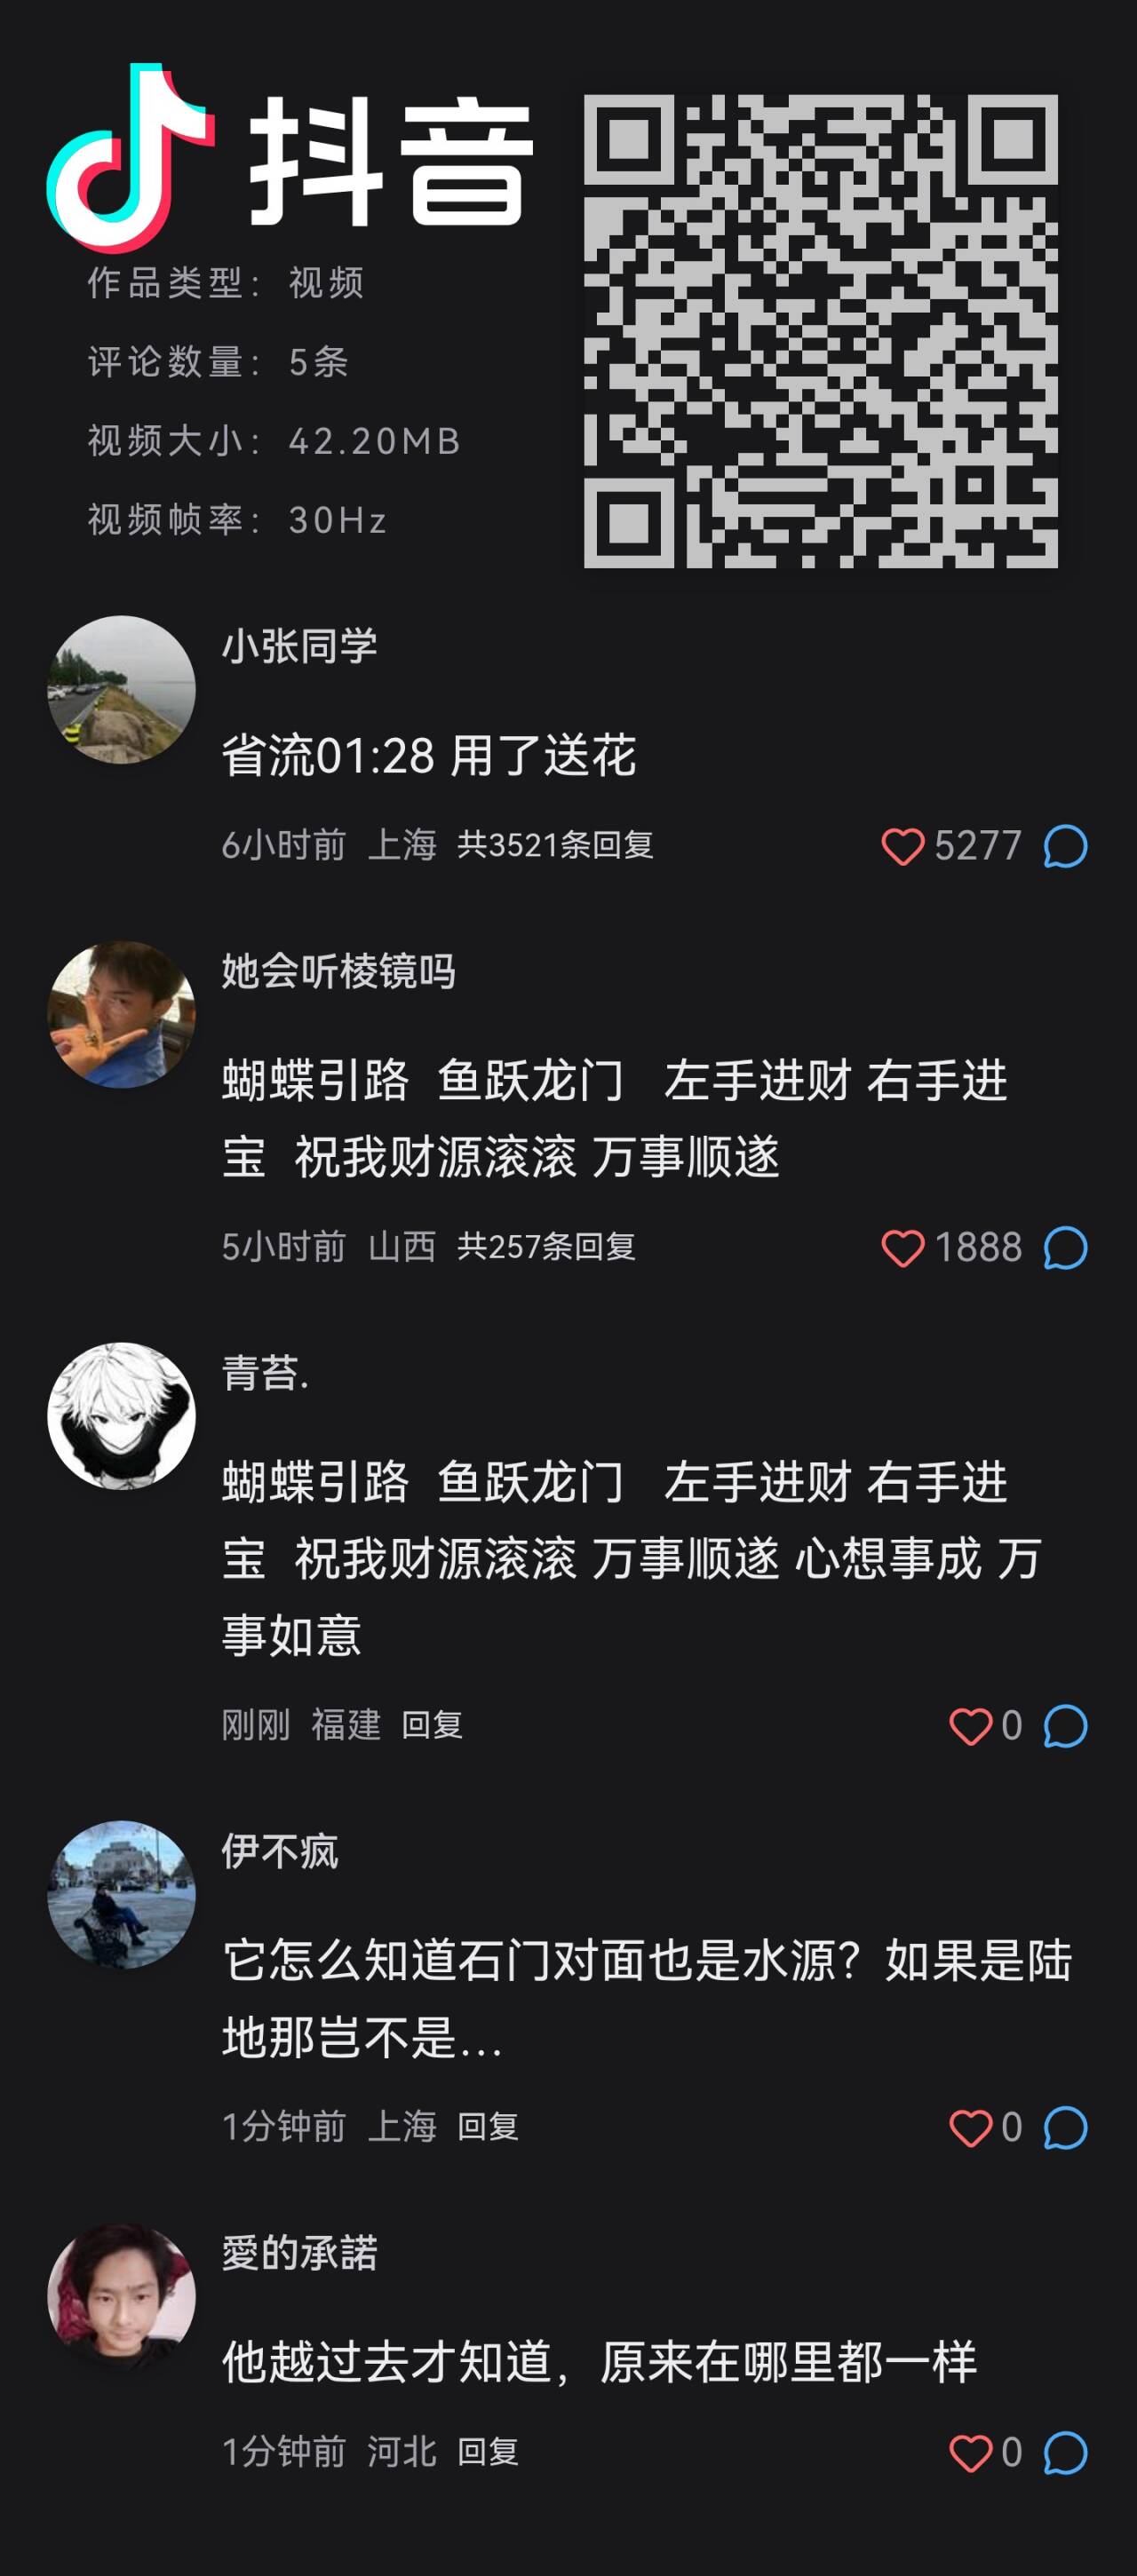 抖音
作品类型：视频
评论数量：5条
视频大小：42.20MB
视频帧率：30Hz
小张同学
省流01:28 用了送花
6小时前 上海 共3521条回复 5277
她会听棱镜吗
蝴蝶引路 鱼跃龙门 左手进财 右手进
宝 祝我财源滚滚 万事顺遂
5小时前 山西 共257条回复 1888
青苔.
蝴蝶引路 鱼跃龙门 左手进财 右手进
宝 祝我财源滚滚 万事顺遂 心想事成 万
事如意
刚刚 福建 回复 0
伊不疯
它怎么知道石门对面也是水源？如果是陆
地那岂不是...
1分钟前 上海 回复 0
愛的承諾
他越过去才知道，原来在哪里都一样
1分钟前 河北 回复 0